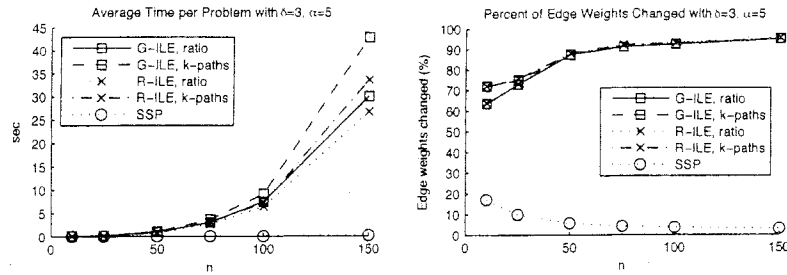 Average Time per Problem with δ=3, α=5
45
40
35
30
25
20
15
10
5
0
sec
G-ILE, ratio
G-ILE, k-paths
R-ILE, ratio
R-ILE, k-paths
SSP
0
50
100
150
n
Percent of Edge Weights Changed with δ=3, α=5
100
90
80
70
60
50
40
30
20
10
0
Edge weights changed (%)
G-ILE, ratio
G-ILE, k-paths
R-ILE, ratio
R-ILE, k-paths
SSP
0
50
100
150
n